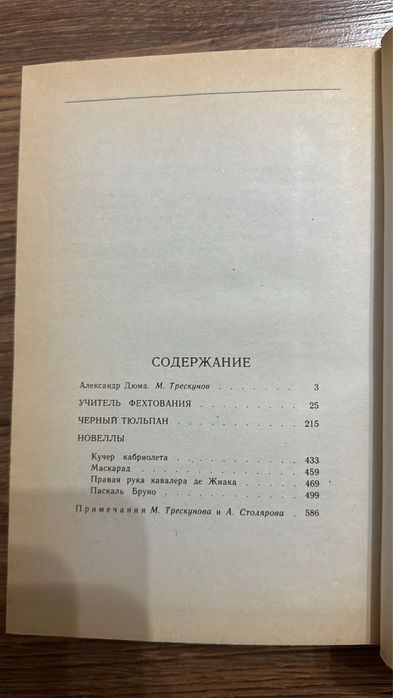 СОДЕРЖАНИЕ
Александр Дюма. М. Трескунов . . . . . . . . 3
УЧИТЕЛЬ ФЕХТОВАНИЯ . . . . . . . . . 25
ЧЕРНЫЙ ТЮЛЬПАН . . . . . . . . . . . 215
НОВЕЛЛЫ
Кучер кабриолета . . . . . . . . . . . 433
Маскарад . . . . . . . . . . . . . . 459
Правая рука кавалера де Жиака . . . . . . 469
Паскаль Бруно . . . . . . . . . . . . 499
Примечания М. Трескунова и А. Столярова . 586